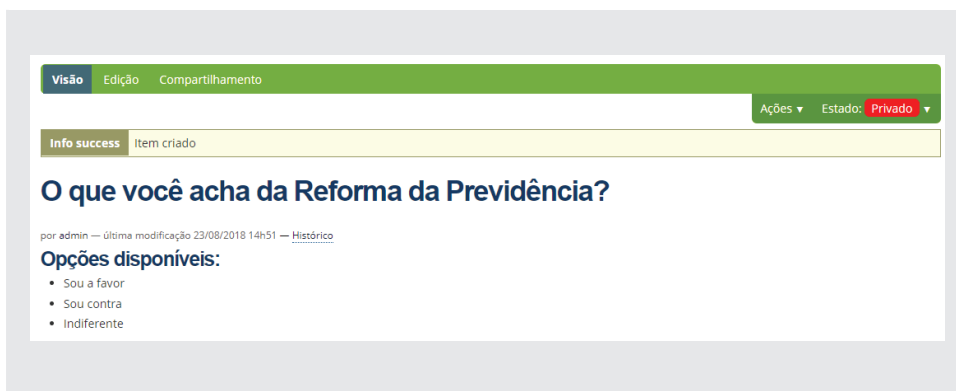 Visão Edição Compartilhamento
Ações ▾ Estado: Privado ▾
Info success Item criado
O que você acha da Reforma da Previdência?
por admin — última modificação 23/08/2018 14h51 — Histórico
Opções disponíveis:
• Sou a favor
• Sou contra
• Indiferente